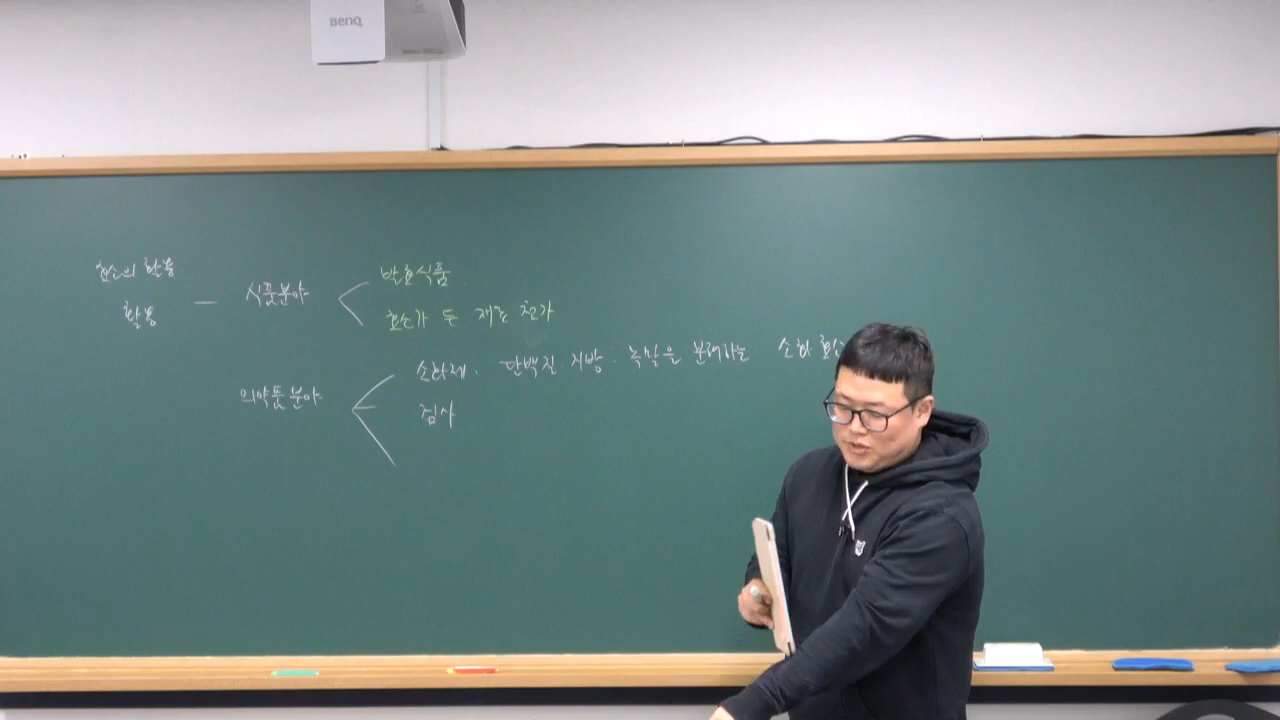 BenQ
효소의 활용
활용 — 식품분야
발효식품
효소가 든 재료 첨가
의약품 분야
소화제. 단백질. 지방. 녹말을 분해하는 소화 효소
검사